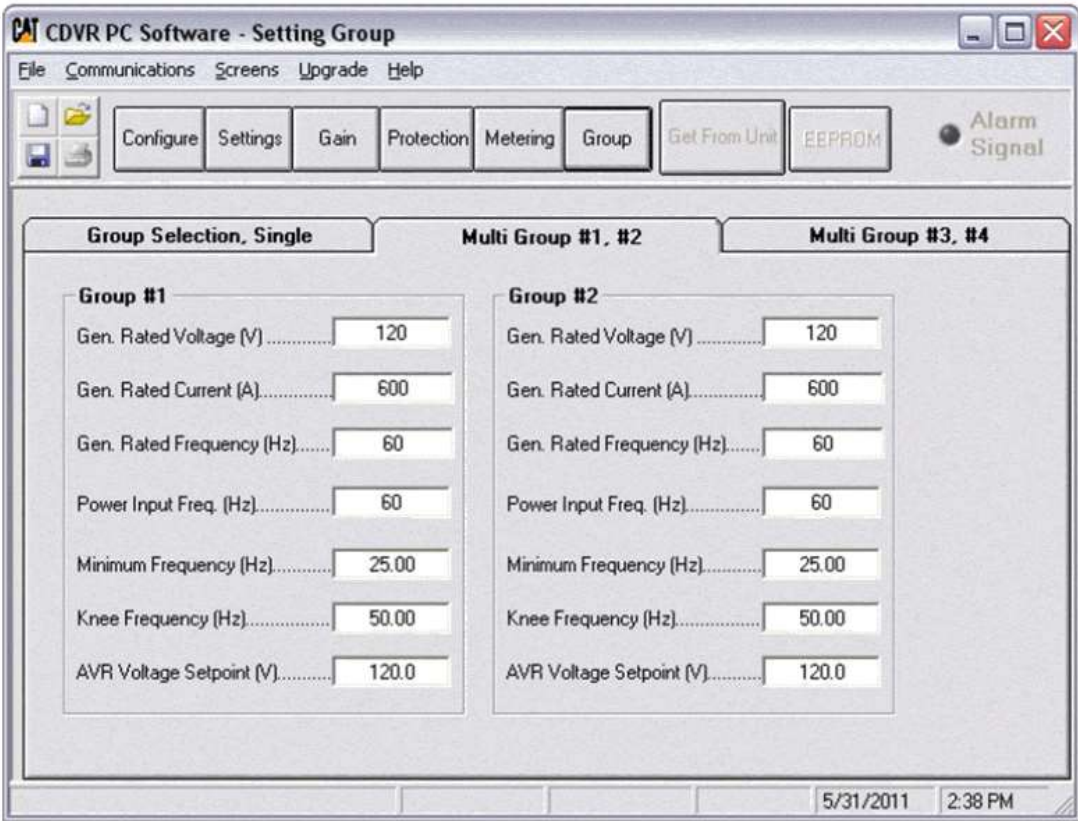 CAT CDVR PC Software - Setting Group
File Communications Screens Upgrade Help
Configure Settings Gain Protection Metering Group Get From Unit EEPROM Alarm Signal
Group Selection, Single Multi Group #1, #2 Multi Group #3, #4
Group #1 Group #2
Gen. Rated Voltage (V) ............ 120 Gen. Rated Voltage (V) ............ 120
Gen. Rated Current (A)............. 600 Gen. Rated Current (A)............. 600
Gen. Rated Frequency (Hz)....... 60 Gen. Rated Frequency (Hz)....... 60
Power Input Freq. (Hz)............... 60 Power Input Freq. (Hz)............... 60
Minimum Frequency (Hz)............ 25.00 Minimum Frequency (Hz)............ 25.00
Knee Frequency (Hz)................. 50.00 Knee Frequency (Hz)................. 50.00
AVR Voltage Setpoint (V)........... 120.0 AVR Voltage Setpoint (V)........... 120.0
5/31/2011 2:38 PM